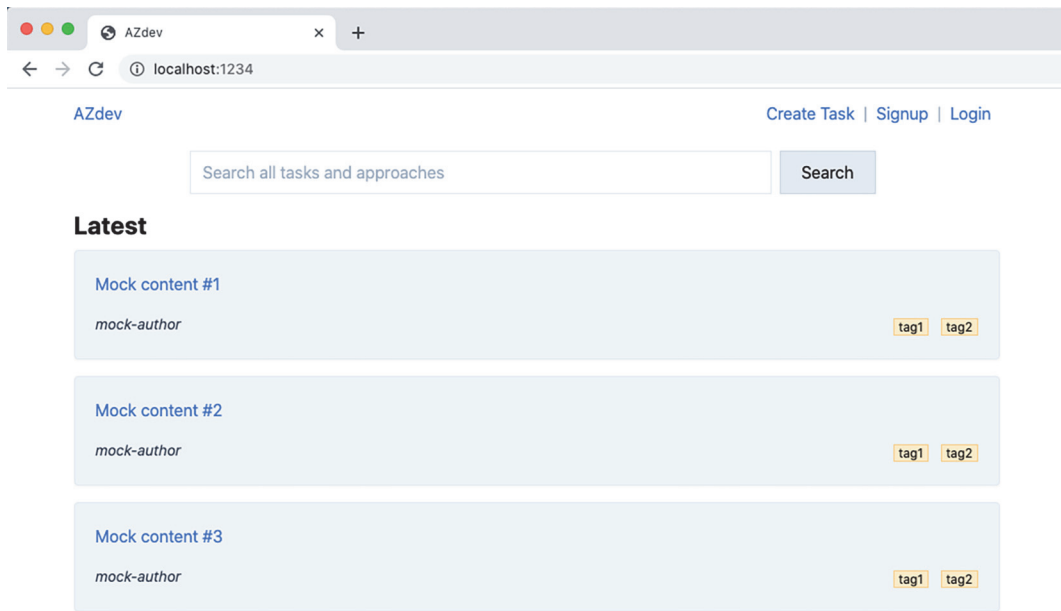 AZdev
localhost:1234
AZdev Create Task | Signup | Login
Search all tasks and approaches Search
Latest
Mock content #1
mock-author tag1 tag2
Mock content #2
mock-author tag1 tag2
Mock content #3
mock-author tag1 tag2